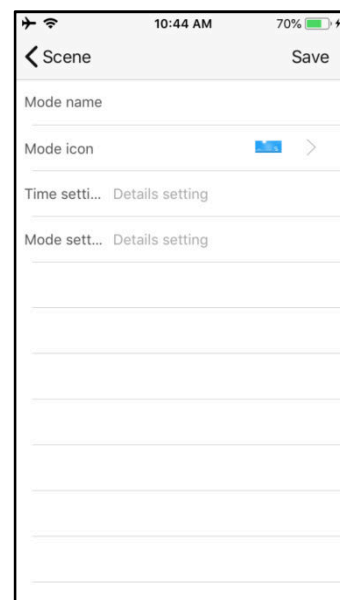 10:44 AM 70%
Scene Save
Mode name
Mode icon
Time setti... Details setting
Mode sett... Details setting